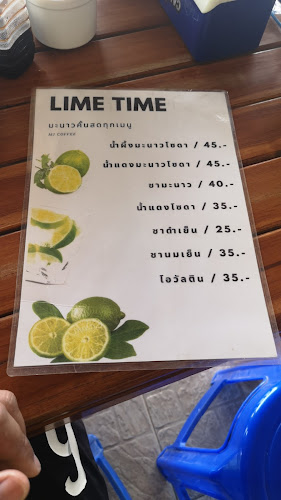 LIME TIME
มะนาวคั้นสดทุกเมนู
MJ COFFEE
น้ำผึ้งมะนาวโซดา / 45.-
น้ำแดงมะนาวโซดา / 45.-
ชามะนาว / 40.-
น้ำแดงโซดา / 35.-
ชาดำเย็น / 25.-
ชานมเย็น / 35.-
โอวัลติน / 35.-